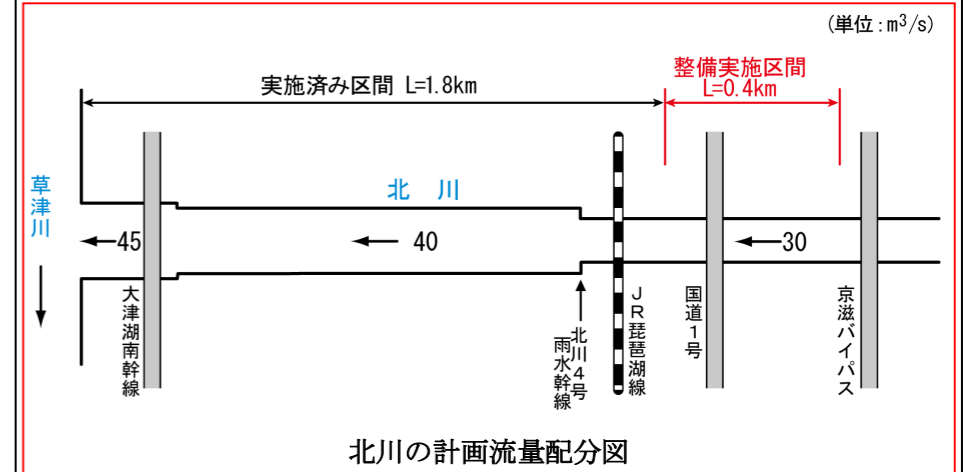 (単位:m³/s)
整備実施区間
L=0.4km
実施済み区間 L=1.8km
草津川
北 川
45
40
30
大津湖南幹線
北川4号
雨水幹線
JR琵琶湖線
国道1号
京滋バイパス
北川の計画流量配分図